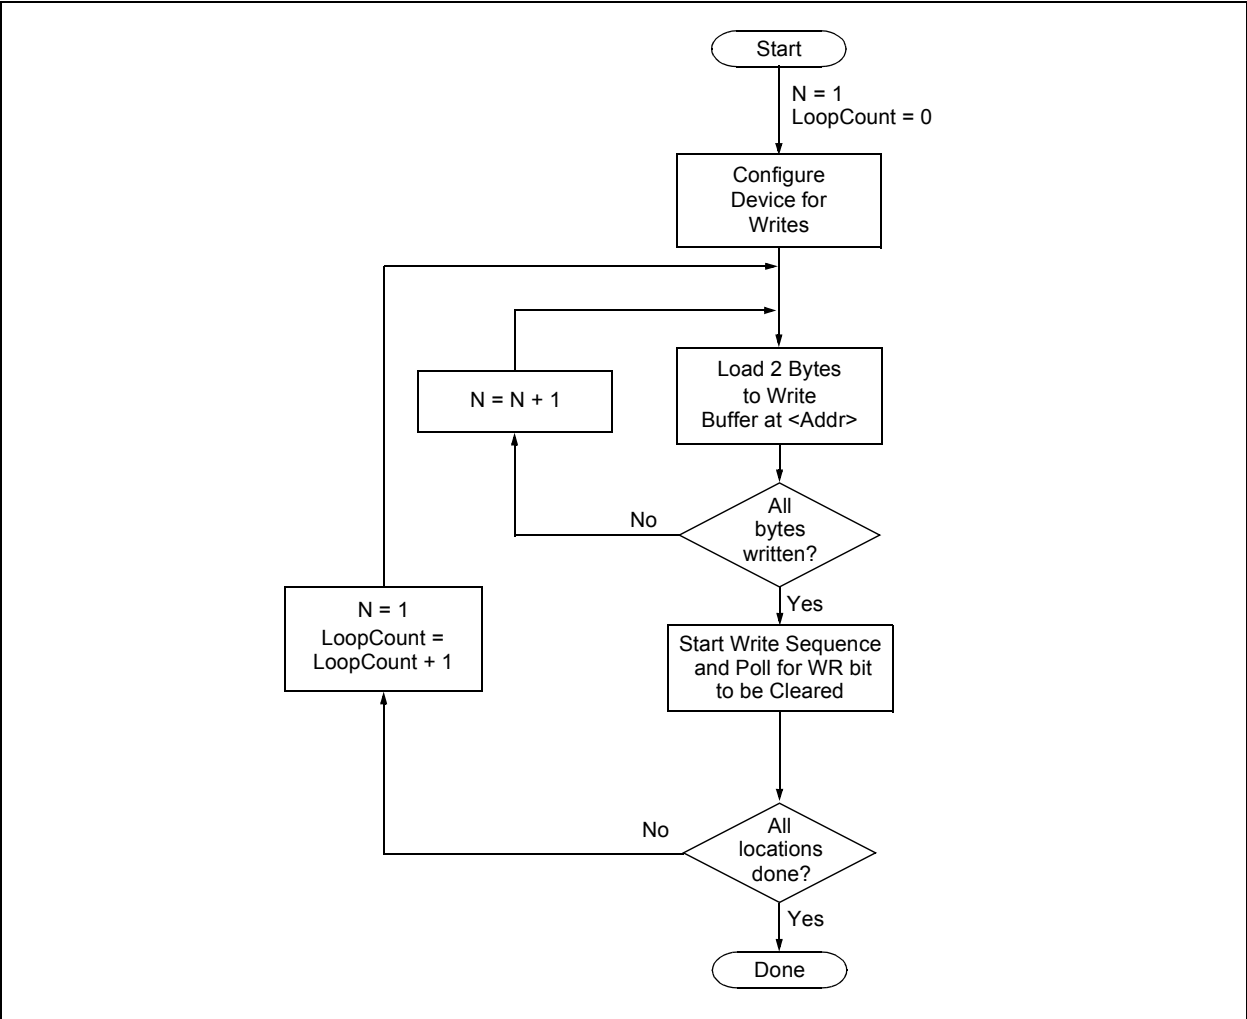 Start
N = 1
LoopCount = 0
Configure
Device for
Writes
Load 2 Bytes
to Write
Buffer at <Addr>
N = N + 1
All
bytes
written?
No
Yes
N = 1
LoopCount =
LoopCount + 1
Start Write Sequence
and Poll for WR bit
to be Cleared
No
All
locations
done?
Yes
Done